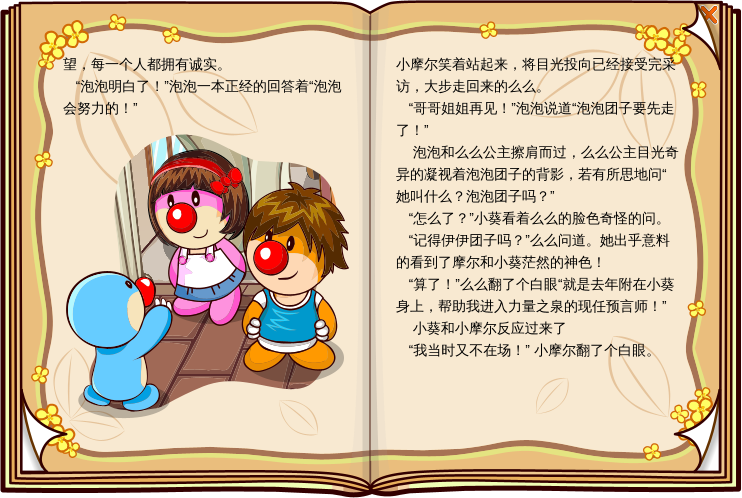 望，每一个人都拥有诚实。
“泡泡明白了！”泡泡一本正经的回答着“泡泡
会努力的！”
小摩尔笑着站起来，将目光投向已经接受完采
访，大步走回来的么么。
“哥哥姐姐再见！”泡泡说道“泡泡团子要先走
了！”
泡泡和么么公主擦肩而过，么么公主目光奇
异的凝视着泡泡团子的背影，若有所思地问“
她叫什么？泡泡团子吗？”
“怎么了？”小葵看着么么的脸色奇怪的问。
“记得伊伊团子吗？”么么问道。她出乎意料
的看到了摩尔和小葵茫然的神色！
“算了！”么么翻了个白眼“就是去年附在小葵
身上，帮助我进入力量之泉的现任预言师！”
小葵和小摩尔反应过来了
“我当时又不在场！” 小摩尔翻了个白眼。